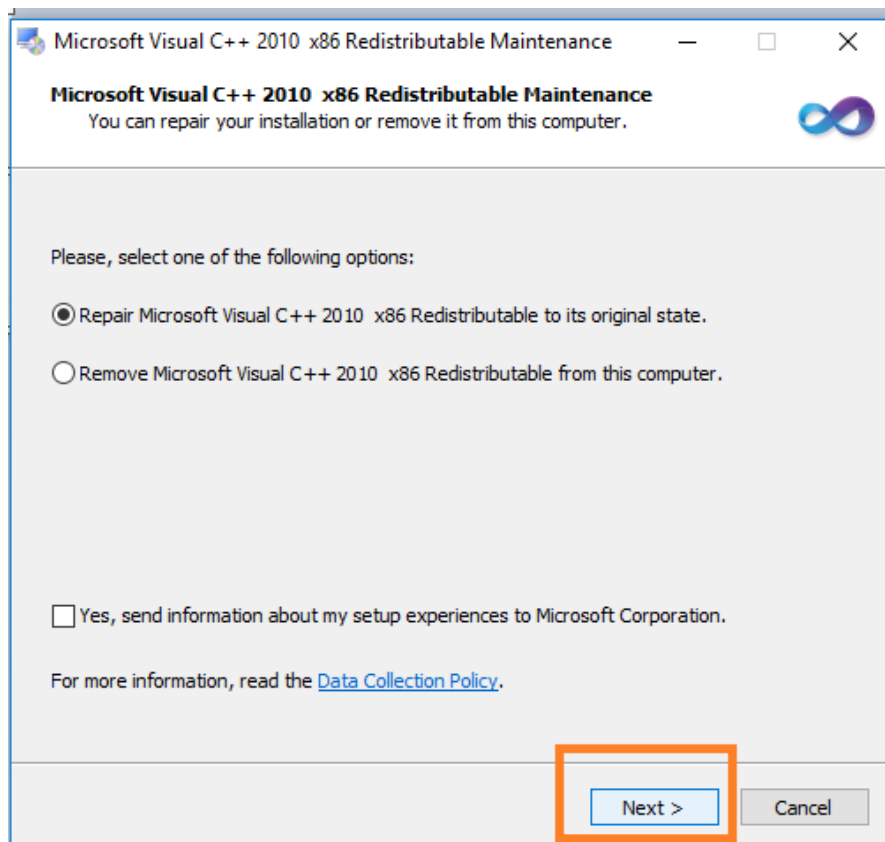 Microsoft Visual C++ 2010 x86 Redistributable Maintenance
Microsoft Visual C++ 2010 x86 Redistributable Maintenance
You can repair your installation or remove it from this computer.
Please, select one of the following options:
Repair Microsoft Visual C++ 2010 x86 Redistributable to its original state.
Remove Microsoft Visual C++ 2010 x86 Redistributable from this computer.
Yes, send information about my setup experiences to Microsoft Corporation.
For more information, read the Data Collection Policy.
Next > Cancel